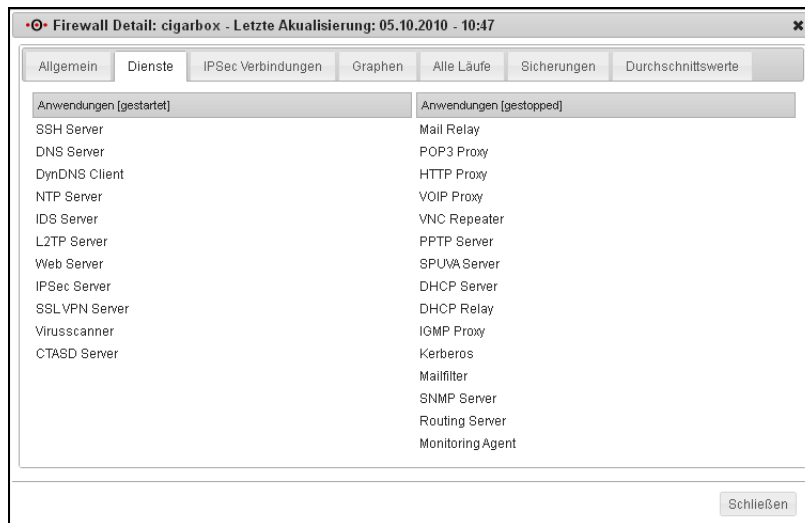 Firewall Detail: cigarbox - Letzte Akualisierung: 05.10.2010 - 10:47
Allgemein Dienste IPSec Verbindungen Graphen Alle Läufe Sicherungen Durchschnittswerte
Anwendungen [gestartet]
SSH Server
DNS Server
DynDNS Client
NTP Server
IDS Server
L2TP Server
Web Server
IPSec Server
SSLVPN Server
Virusscanner
CTASD Server
Anwendungen [gestopped]
Mail Relay
POP3 Proxy
HTTP Proxy
VOIP Proxy
VNC Repeater
PPTP Server
SPUVA Server
DHCP Server
DHCP Relay
IGMP Proxy
Kerberos
Mailfilter
SNMP Server
Routing Server
Monitoring Agent
Schließen